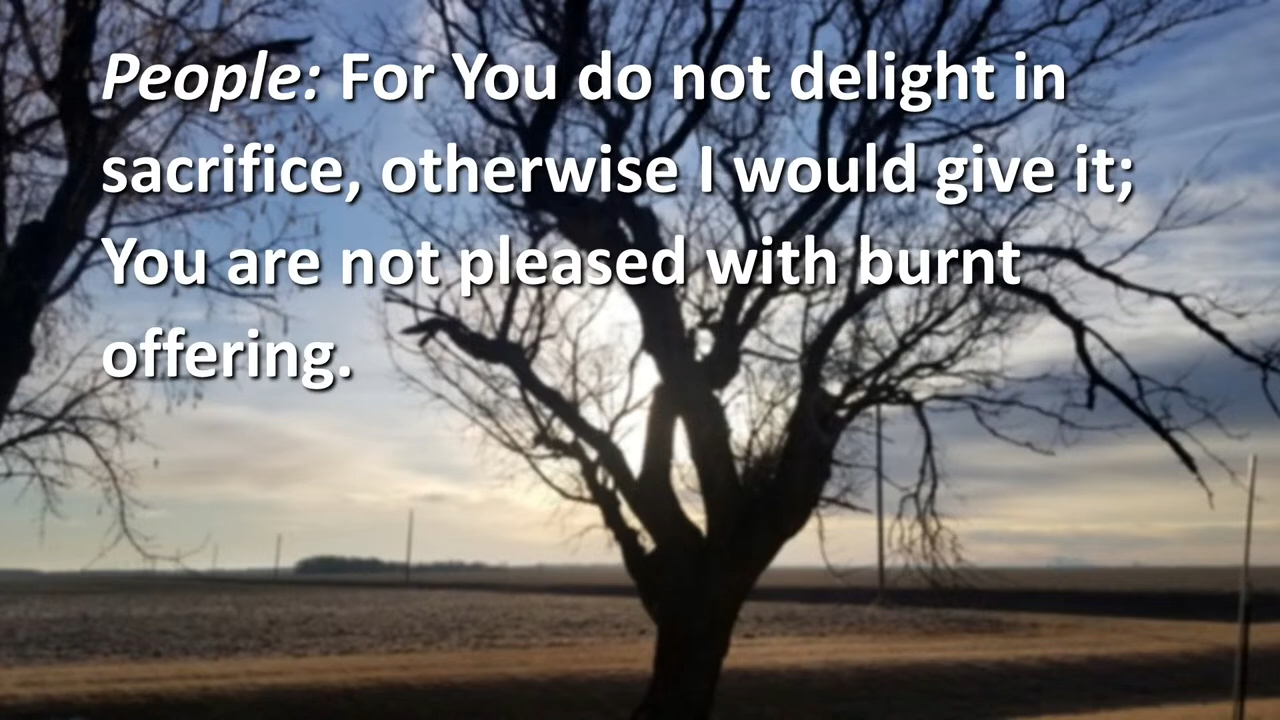 People: For You do not delight in
sacrifice, otherwise I would give it;
You are not pleased with burnt
offering.